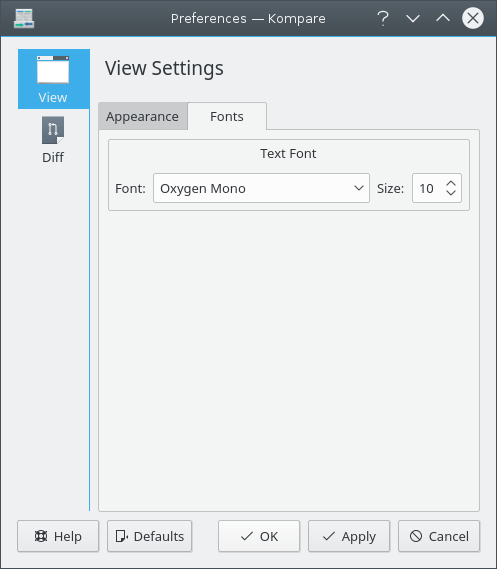 Preferences — Kompare
View
Diff
View Settings
Appearance
Fonts
Text Font
Font: Oxygen Mono Size: 10
Help Defaults OK Apply Cancel